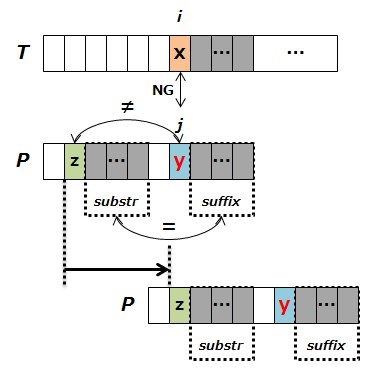 i
T x ... ...
NG
≠
j
P z ... y ...
substr suffix
=
P z ... y ...
substr suffix